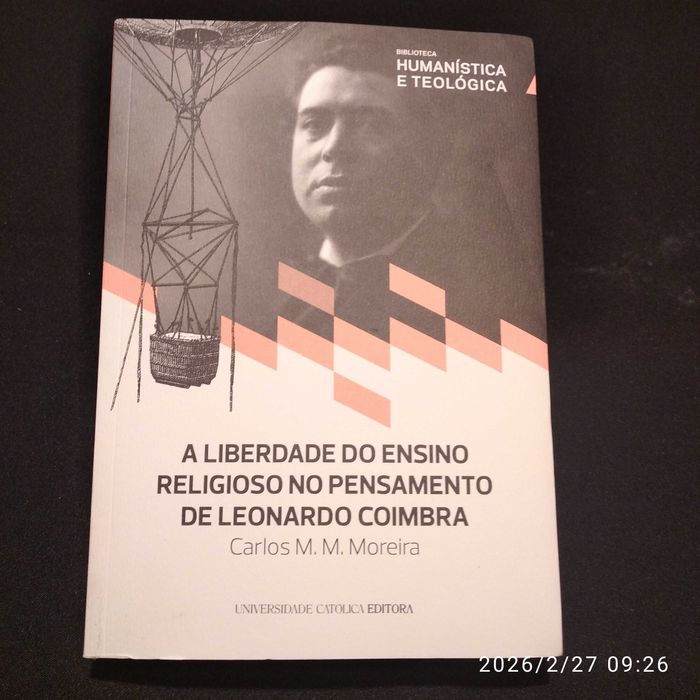 BIBLIOTECA
HUMANÍSTICA
E TEOLÓGICA
A LIBERDADE DO ENSINO
RELIGIOSO NO PENSAMENTO
DE LEONARDO COIMBRA
Carlos M. M. Moreira
UNIVERSIDADE CATÓLICA EDITORA
2026/2/27 09:26